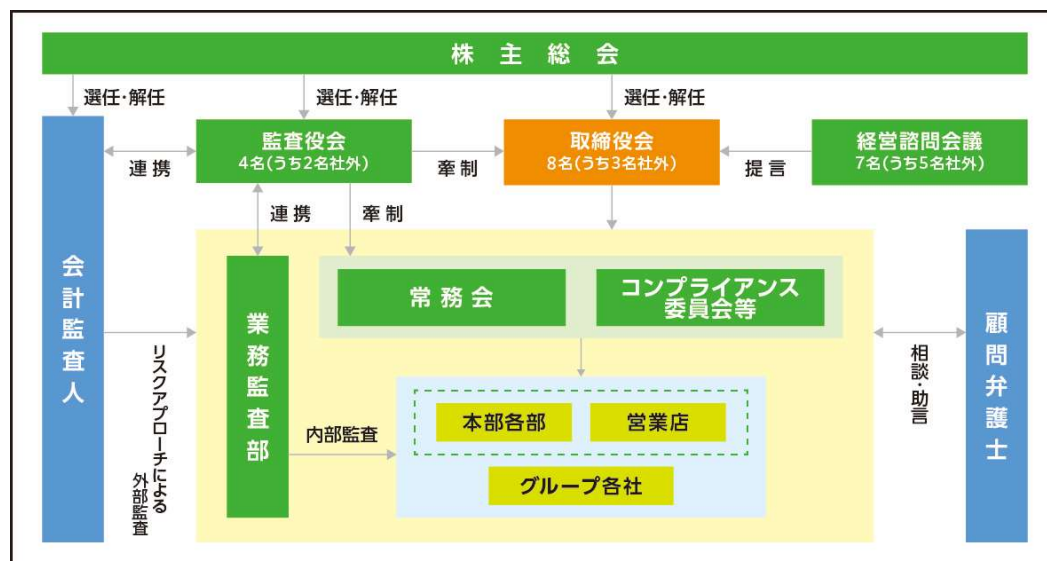 株主総会
選任・解任
選任・解任
選任・解任
監査役会
4名(うち2名社外)
取締役会
8名(うち3名社外)
経営諮問会議
7名(うち5名社外)
連携
牽制
提言
連携
牽制
会計監査人
業務監査部
常務会
コンプライアンス
委員会等
顧問弁護士
リスクアプローチによる
外部監査
相談・助言
内部監査
本部各部
営業店
グループ各社